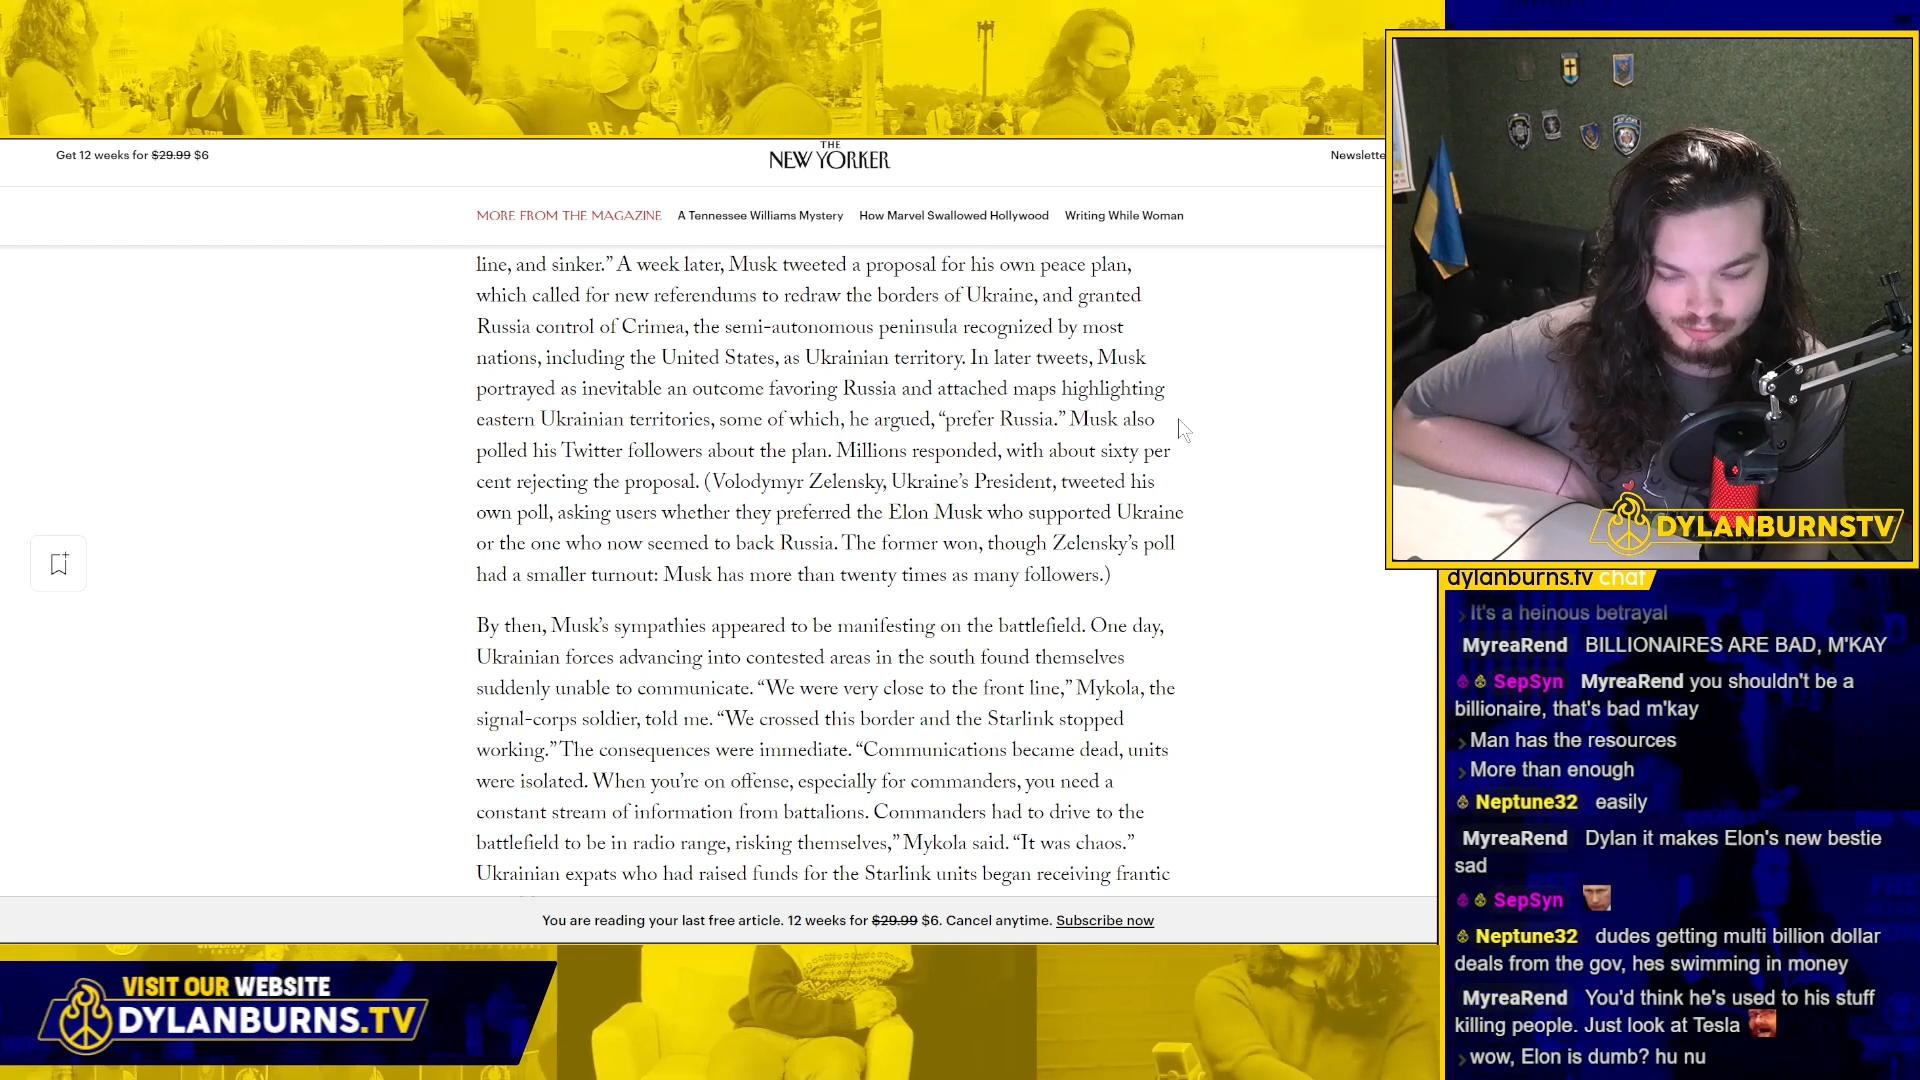 Get 12 weeks for $29.99 $6
THE
NEW YORKER
Newslette
MORE FROM THE MAGAZINE A Tennessee Williams Mystery How Marvel Swallowed Hollywood Writing While Woman
line, and sinker.” A week later, Musk tweeted a proposal for his own peace plan,
which called for new referendums to redraw the borders of Ukraine, and granted
Russia control of Crimea, the semi-autonomous peninsula recognized by most
nations, including the United States, as Ukrainian territory. In later tweets, Musk
portrayed as inevitable an outcome favoring Russia and attached maps highlighting
eastern Ukrainian territories, some of which, he argued, “prefer Russia.” Musk also
polled his Twitter followers about the plan. Millions responded, with about sixty per
cent rejecting the proposal. (Volodymyr Zelensky, Ukraine’s President, tweeted his
own poll, asking users whether they preferred the Elon Musk who supported Ukraine
or the one who now seemed to back Russia. The former won, though Zelensky’s poll
had a smaller turnout: Musk has more than twenty times as many followers.)
By then, Musk’s sympathies appeared to be manifesting on the battlefield. One day,
Ukrainian forces advancing into contested areas in the south found themselves
suddenly unable to communicate. “We were very close to the front line,” Mykola, the
signal-corps soldier, told me. “We crossed this border and the Starlink stopped
working.” The consequences were immediate. “Communications became dead, units
were isolated. When you’re on offense, especially for commanders, you need a
constant stream of information from battalions. Commanders had to drive to the
battlefield to be in radio range, risking themselves,” Mykola said. “It was chaos.”
Ukrainian expats who had raised funds for the Starlink units began receiving frantic
You are reading your last free article. 12 weeks for $29.99 $6. Cancel anytime. Subscribe now
VISIT OUR WEBSITE
DYLANBURNS.TV
DYLANBURNSTV
dylanburns.tv chat
It's a heinous betrayal
MyreaRend BILLIONAIRES ARE BAD, M'KAY
SepSyn MyreaRend you shouldn't be a
billionaire, that's bad m'kay
Man has the resources
More than enough
Neptune32 easily
MyreaRend Dylan it makes Elon's new bestie
sad
SepSyn
Neptune32 dudes getting multi billion dollar
deals from the gov, hes swimming in money
MyreaRend You'd think he's used to his stuff
killing people. Just look at Tesla
wow, Elon is dumb? hu nu